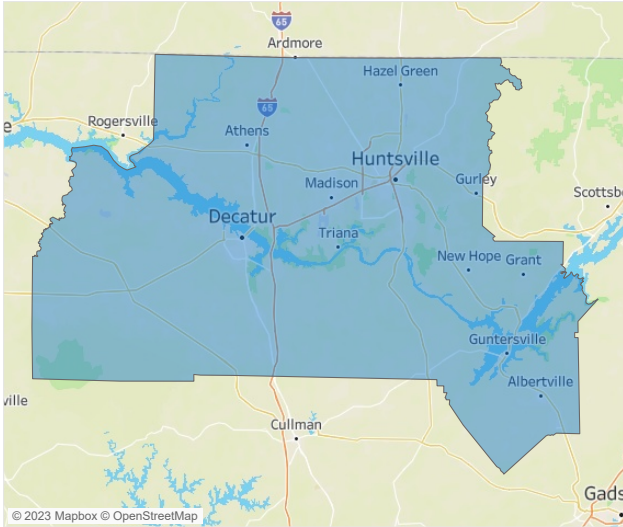 65
Ardmore
Hazel Green
65
Rogersville
Athens
Huntsville
Madison
Gurley
Scottsb
Decatur
Triana
New Hope
Grant
Guntersville
Albertville
ville
Cullman
Gads
© 2023 Mapbox © OpenStreetMap